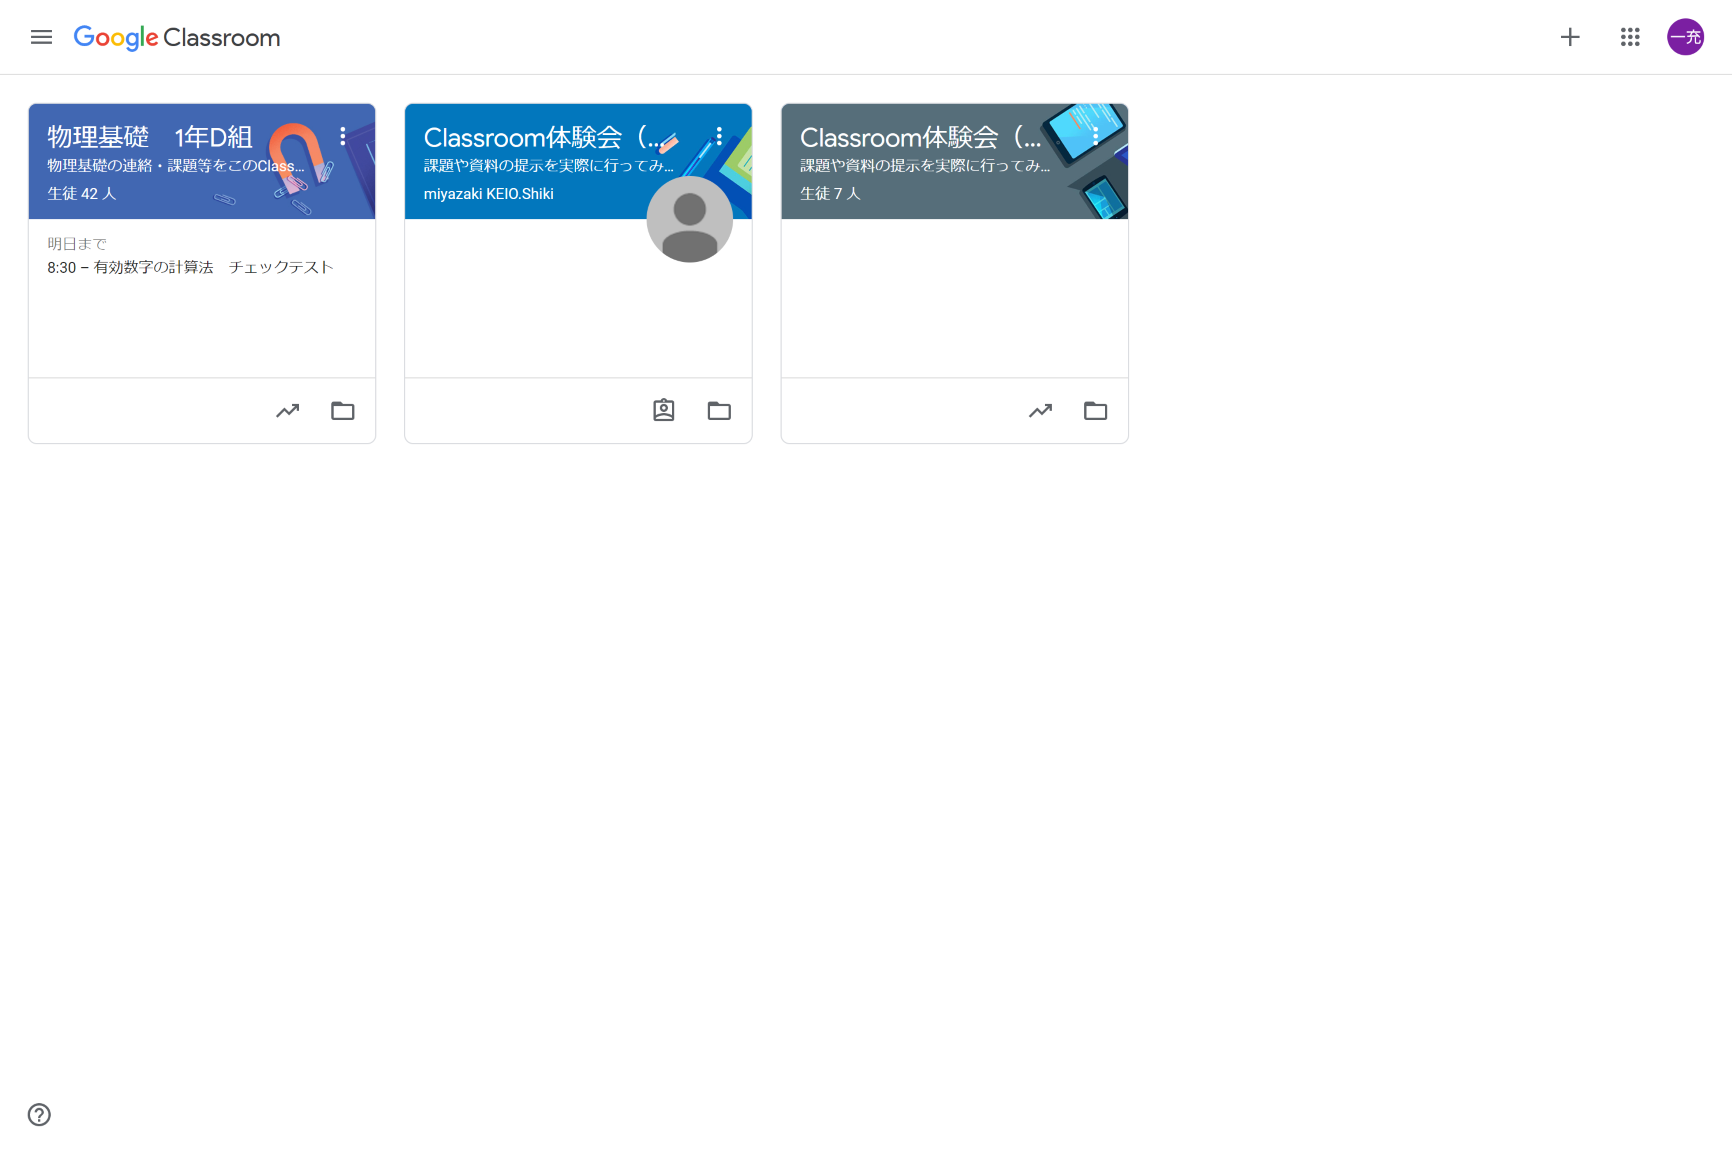 Google Classroom
一充
物理基礎　1年D組
物理基礎の連絡・課題等をこのClass...
生徒 42 人
明日まで
8:30 – 有効数字の計算法　チェックテスト
Classroom体験会（...
課題や資料の提示を実際に行ってみ...
miyazaki KEIO.Shiki
Classroom体験会（...
課題や資料の提示を実際に行ってみ...
生徒 7 人